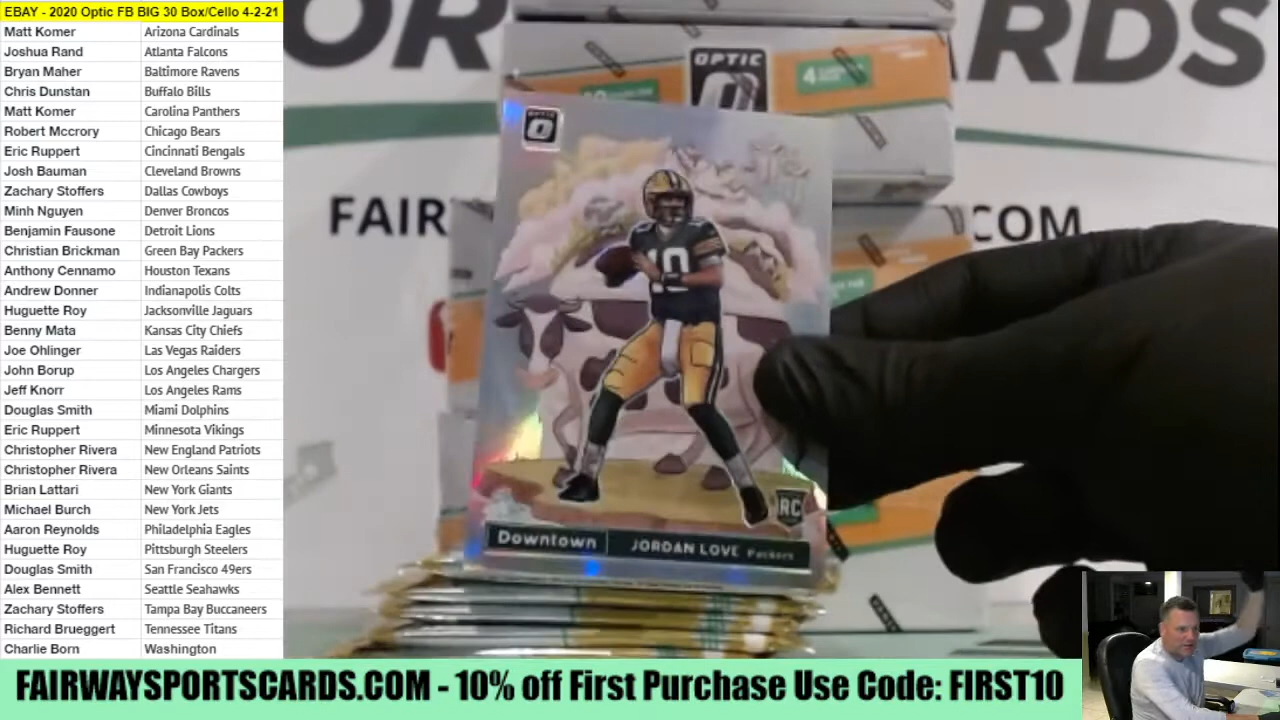 EBAY - 2020 Optic FB BIG 30 Box/Cello 4-2-21
Matt Komer Arizona Cardinals
Joshua Rand Atlanta Falcons
Bryan Maher Baltimore Ravens
Chris Dunstan Buffalo Bills
Matt Komer Carolina Panthers
Robert Mccrory Chicago Bears
Eric Ruppert Cincinnati Bengals
Josh Bauman Cleveland Browns
Zachary Stoffers Dallas Cowboys
Minh Nguyen Denver Broncos
Benjamin Fausone Detroit Lions
Christian Brickman Green Bay Packers
Anthony Cennamo Houston Texans
Andrew Donner Indianapolis Colts
Huguette Roy Jacksonville Jaguars
Benny Mata Kansas City Chiefs
Joe Ohlinger Las Vegas Raiders
John Borup Los Angeles Chargers
Jeff Knorr Los Angeles Rams
Douglas Smith Miami Dolphins
Eric Ruppert Minnesota Vikings
Christopher Rivera New England Patriots
Christopher Rivera New Orleans Saints
Brian Lattari New York Giants
Michael Burch New York Jets
Aaron Reynolds Philadelphia Eagles
Huguette Roy Pittsburgh Steelers
Douglas Smith San Francisco 49ers
Alex Bennett Seattle Seahawks
Zachary Stoffers Tampa Bay Buccaneers
Richard Brueggert Tennessee Titans
Charlie Born Washington
OR ARDS
OPTIC
4
FAIR .COM
OPTIC
10
RC
Downtown JORDAN LOVE Packers
FAIRWAYSPORTSCARDS.COM - 10% off First Purchase Use Code: FIRST10